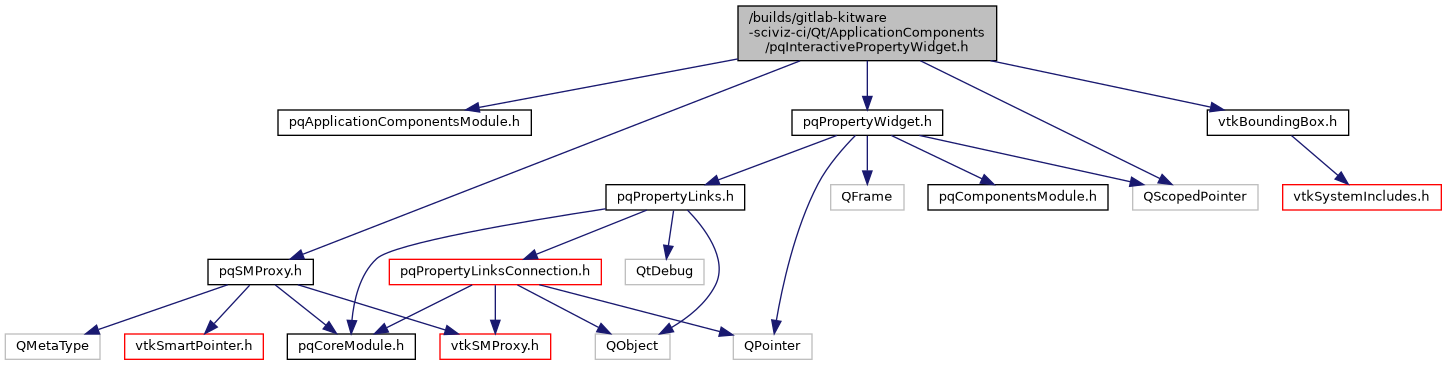 /builds/gitlab-kitware
-sciviz-ci/Qt/ApplicationComponents
/pqInteractivePropertyWidget.h
pqApplicationComponentsModule.h
pqPropertyWidget.h
vtkBoundingBox.h
pqPropertyLinks.h
QFrame
pqComponentsModule.h
QScopedPointer
vtkSystemIncludes.h
pqSMProxy.h
pqPropertyLinksConnection.h
QtDebug
QMetaType
vtkSmartPointer.h
pqCoreModule.h
vtkSMProxy.h
QObject
QPointer